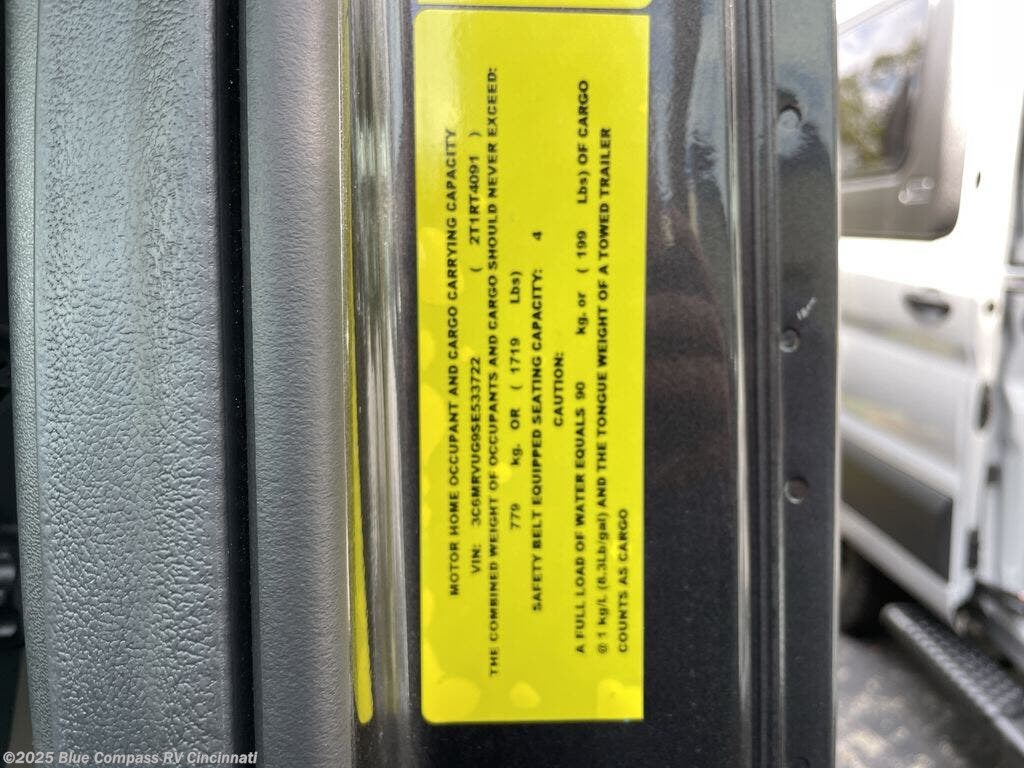 MOTOR HOME OCCUPANT AND CARGO CARRYING CAPACITY
VIN: 3C6MRVUG9SE533722 ( 2T1RT4091 )
THE COMBINED WEIGHT OF OCCUPANTS AND CARGO SHOULD NEVER EXCEED:
779 kg. OR ( 1719 Lbs)
SAFETY BELT EQUIPPED SEATING CAPACITY: 4
CAUTION:
A FULL LOAD OF WATER EQUALS 90 kg. or ( 199 Lbs) OF CARGO
@ 1 kg/L (8.3Lb/gal) AND THE TONGUE WEIGHT OF A TOWED TRAILER
COUNTS AS CARGO
©2025 Blue Compass RV Cincinnati